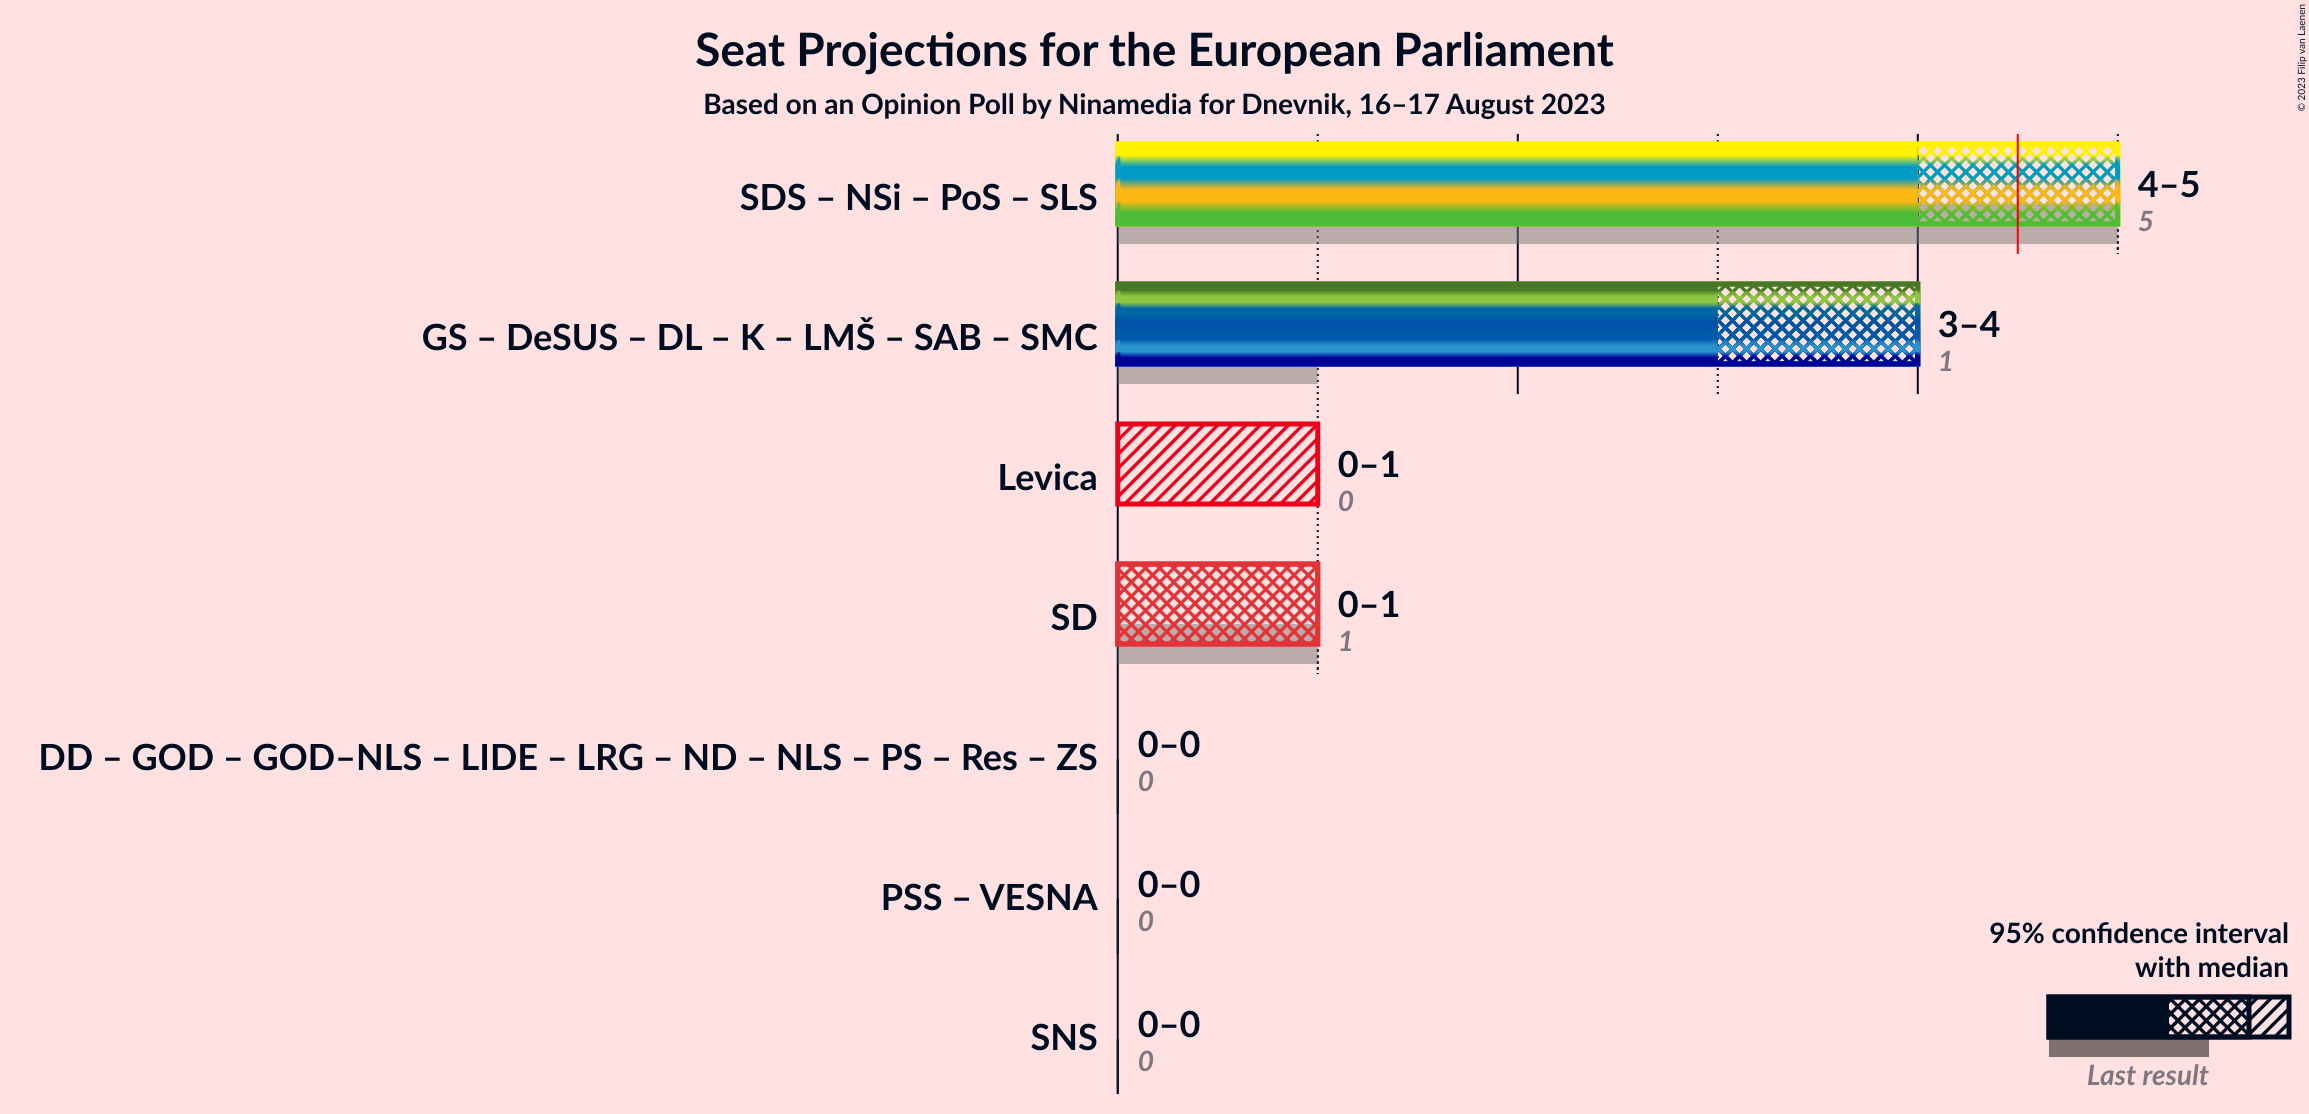 Seat Projections for the European Parliament
Based on an Opinion Poll by Ninamedia for Dnevnik, 16–17 August 2023
© 2023 Filip van Laenen
SDS – NSi – PoS – SLS
4–5
5
GS – DeSUS – DL – K – LMŠ – SAB – SMC
3–4
1
Levica
0–1
0
SD
0–1
1
DD – GOD – GOD–NLS – LIDE – LRG – ND – NLS – PS – Res – ZS
0–0
0
PSS – VESNA
0–0
0
SNS
0–0
0
95% confidence interval
with median
Last result